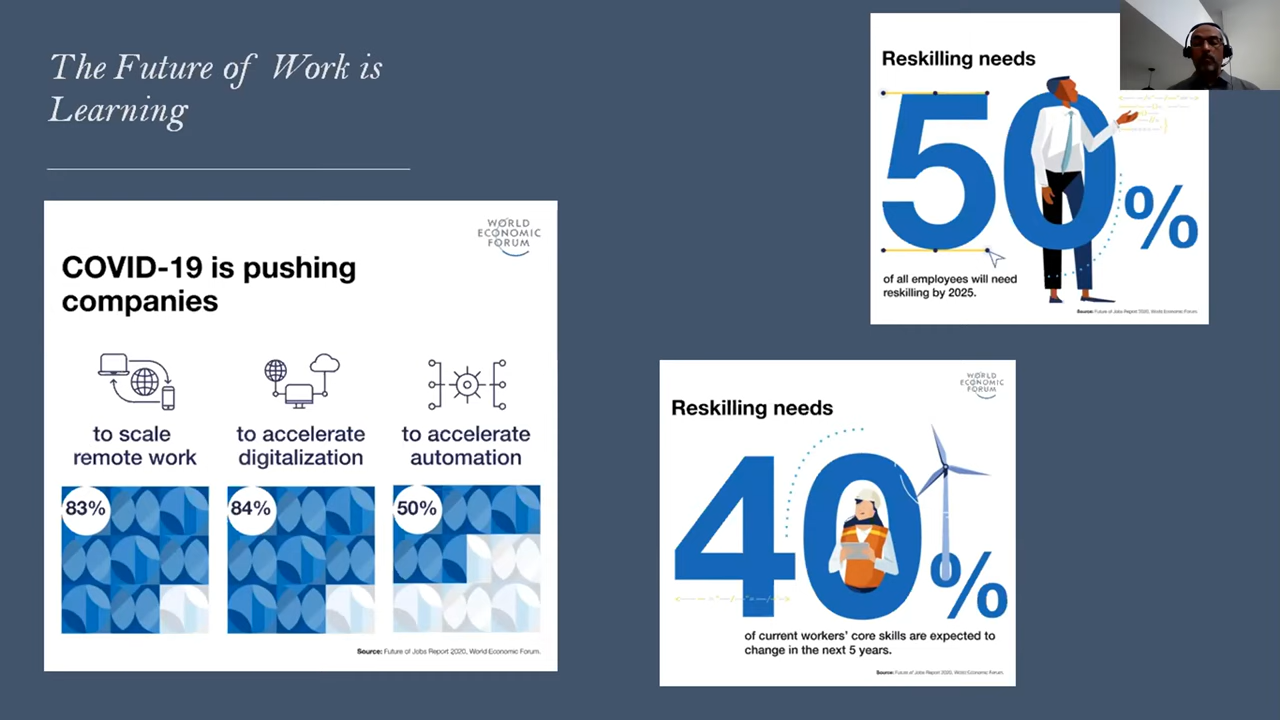 The Future of Work is
Learning
WORLD
ECONOMIC
FORUM
COVID-19 is pushing
companies
to scale
remote work
to accelerate
digitalization
to accelerate
automation
83%
84%
50%
Source: Future of Jobs Report 2020, World Economic Forum.
Reskilling needs
50%
of all employees will need
reskilling by 2025.
Source: Future of Jobs Report 2020, World Economic Forum.
WORLD
ECONOMIC
FORUM
Reskilling needs
40%
of current workers' core skills are expected to
change in the next 5 years.
Source: Future of Jobs Report 2020, World Economic Forum.